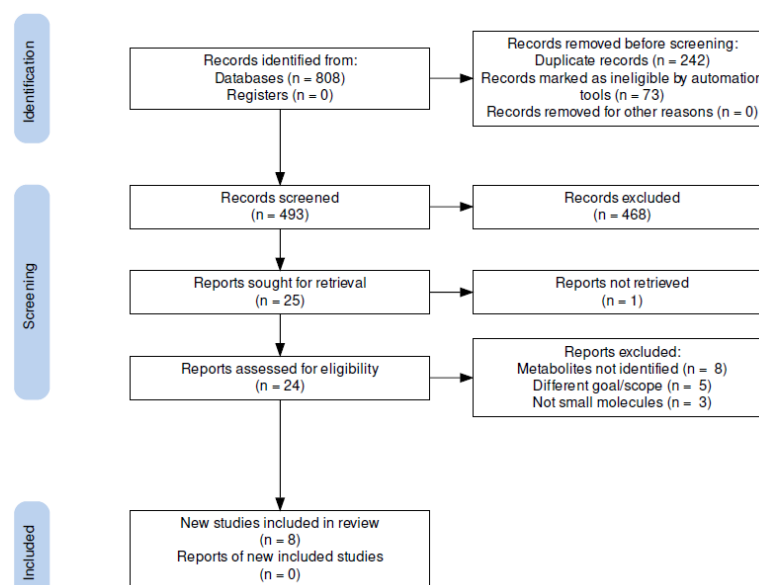 Identification
Records identified from:
Databases (n = 808)
Registers (n = 0)
Records removed before screening:
Duplicate records (n = 242)
Records marked as ineligible by automation
tools (n = 73)
Records removed for other reasons (n = 0)
Screening
Records screened
(n = 493)
Records excluded
(n = 468)
Reports sought for retrieval
(n = 25)
Reports not retrieved
(n = 1)
Reports assessed for eligibility
(n = 24)
Reports excluded:
Metabolites not identified (n = 8)
Different goal/scope (n = 5)
Not small molecules (n = 3)
Included
New studies included in review
(n = 8)
Reports of new included studies
(n = 0)